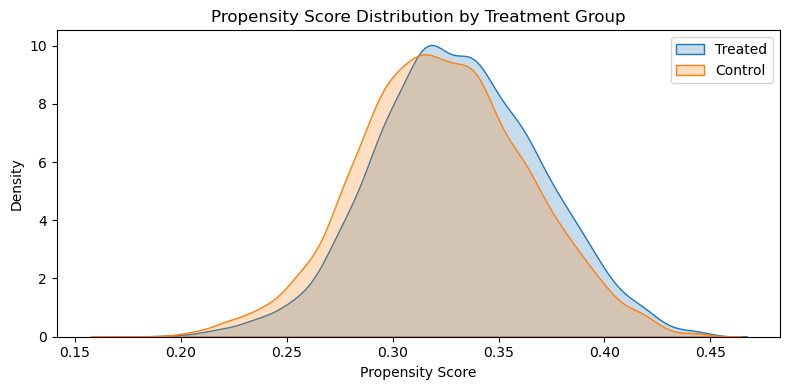 Propensity Score Distribution by Treatment Group
Treated
Control
Density
10
8
6
4
2
0
0.15 0.20 0.25 0.30 0.35 0.40 0.45
Propensity Score